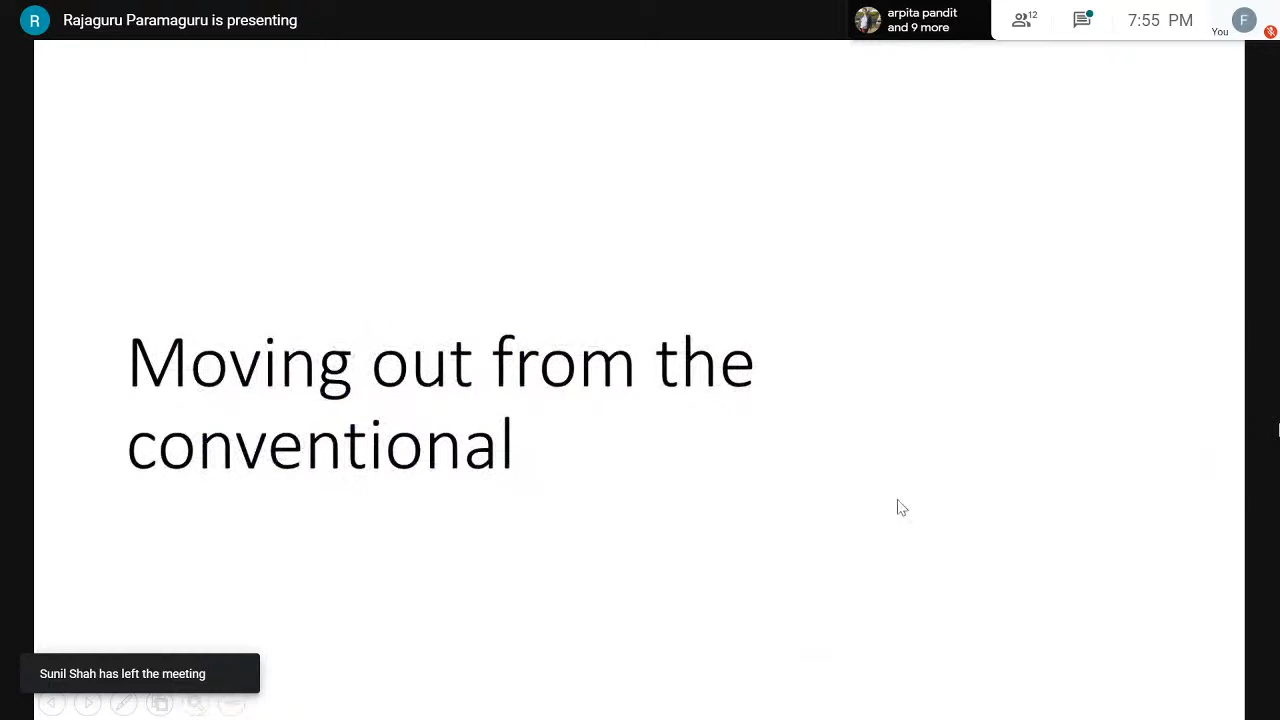 R
Rajaguru Paramaguru is presenting
arpita pandit
and 9 more
12
7:55 PM
You
F
Moving out from the
conventional
Sunil Shah has left the meeting